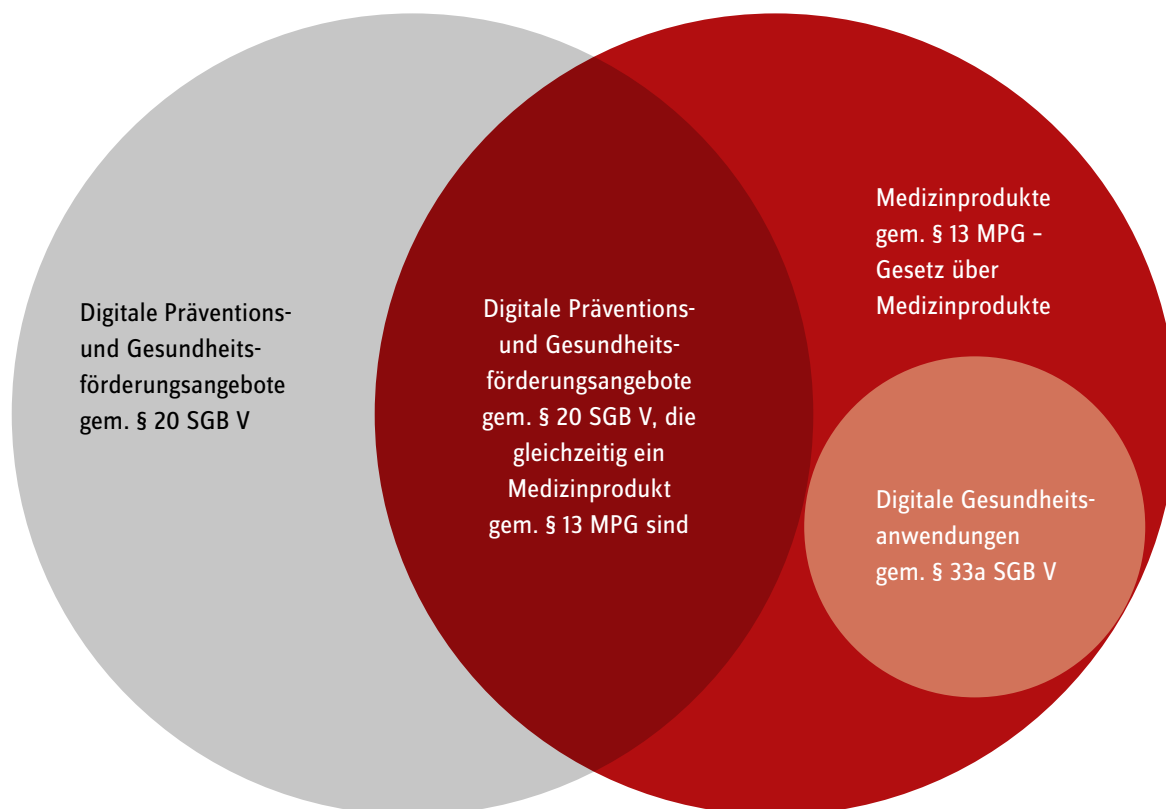 Digitale Präventions-
und Gesundheits-
förderungsangebote
gem. § 20 SGB V
Digitale Präventions-
und Gesundheits-
förderungsangebote
gem. § 20 SGB V, die
gleichzeitig ein
Medizinprodukt
gem. § 13 MPG sind
Medizinprodukte
gem. § 13 MPG –
Gesetz über
Medizinprodukte
Digitale Gesundheits-
anwendungen
gem. § 33a SGB V